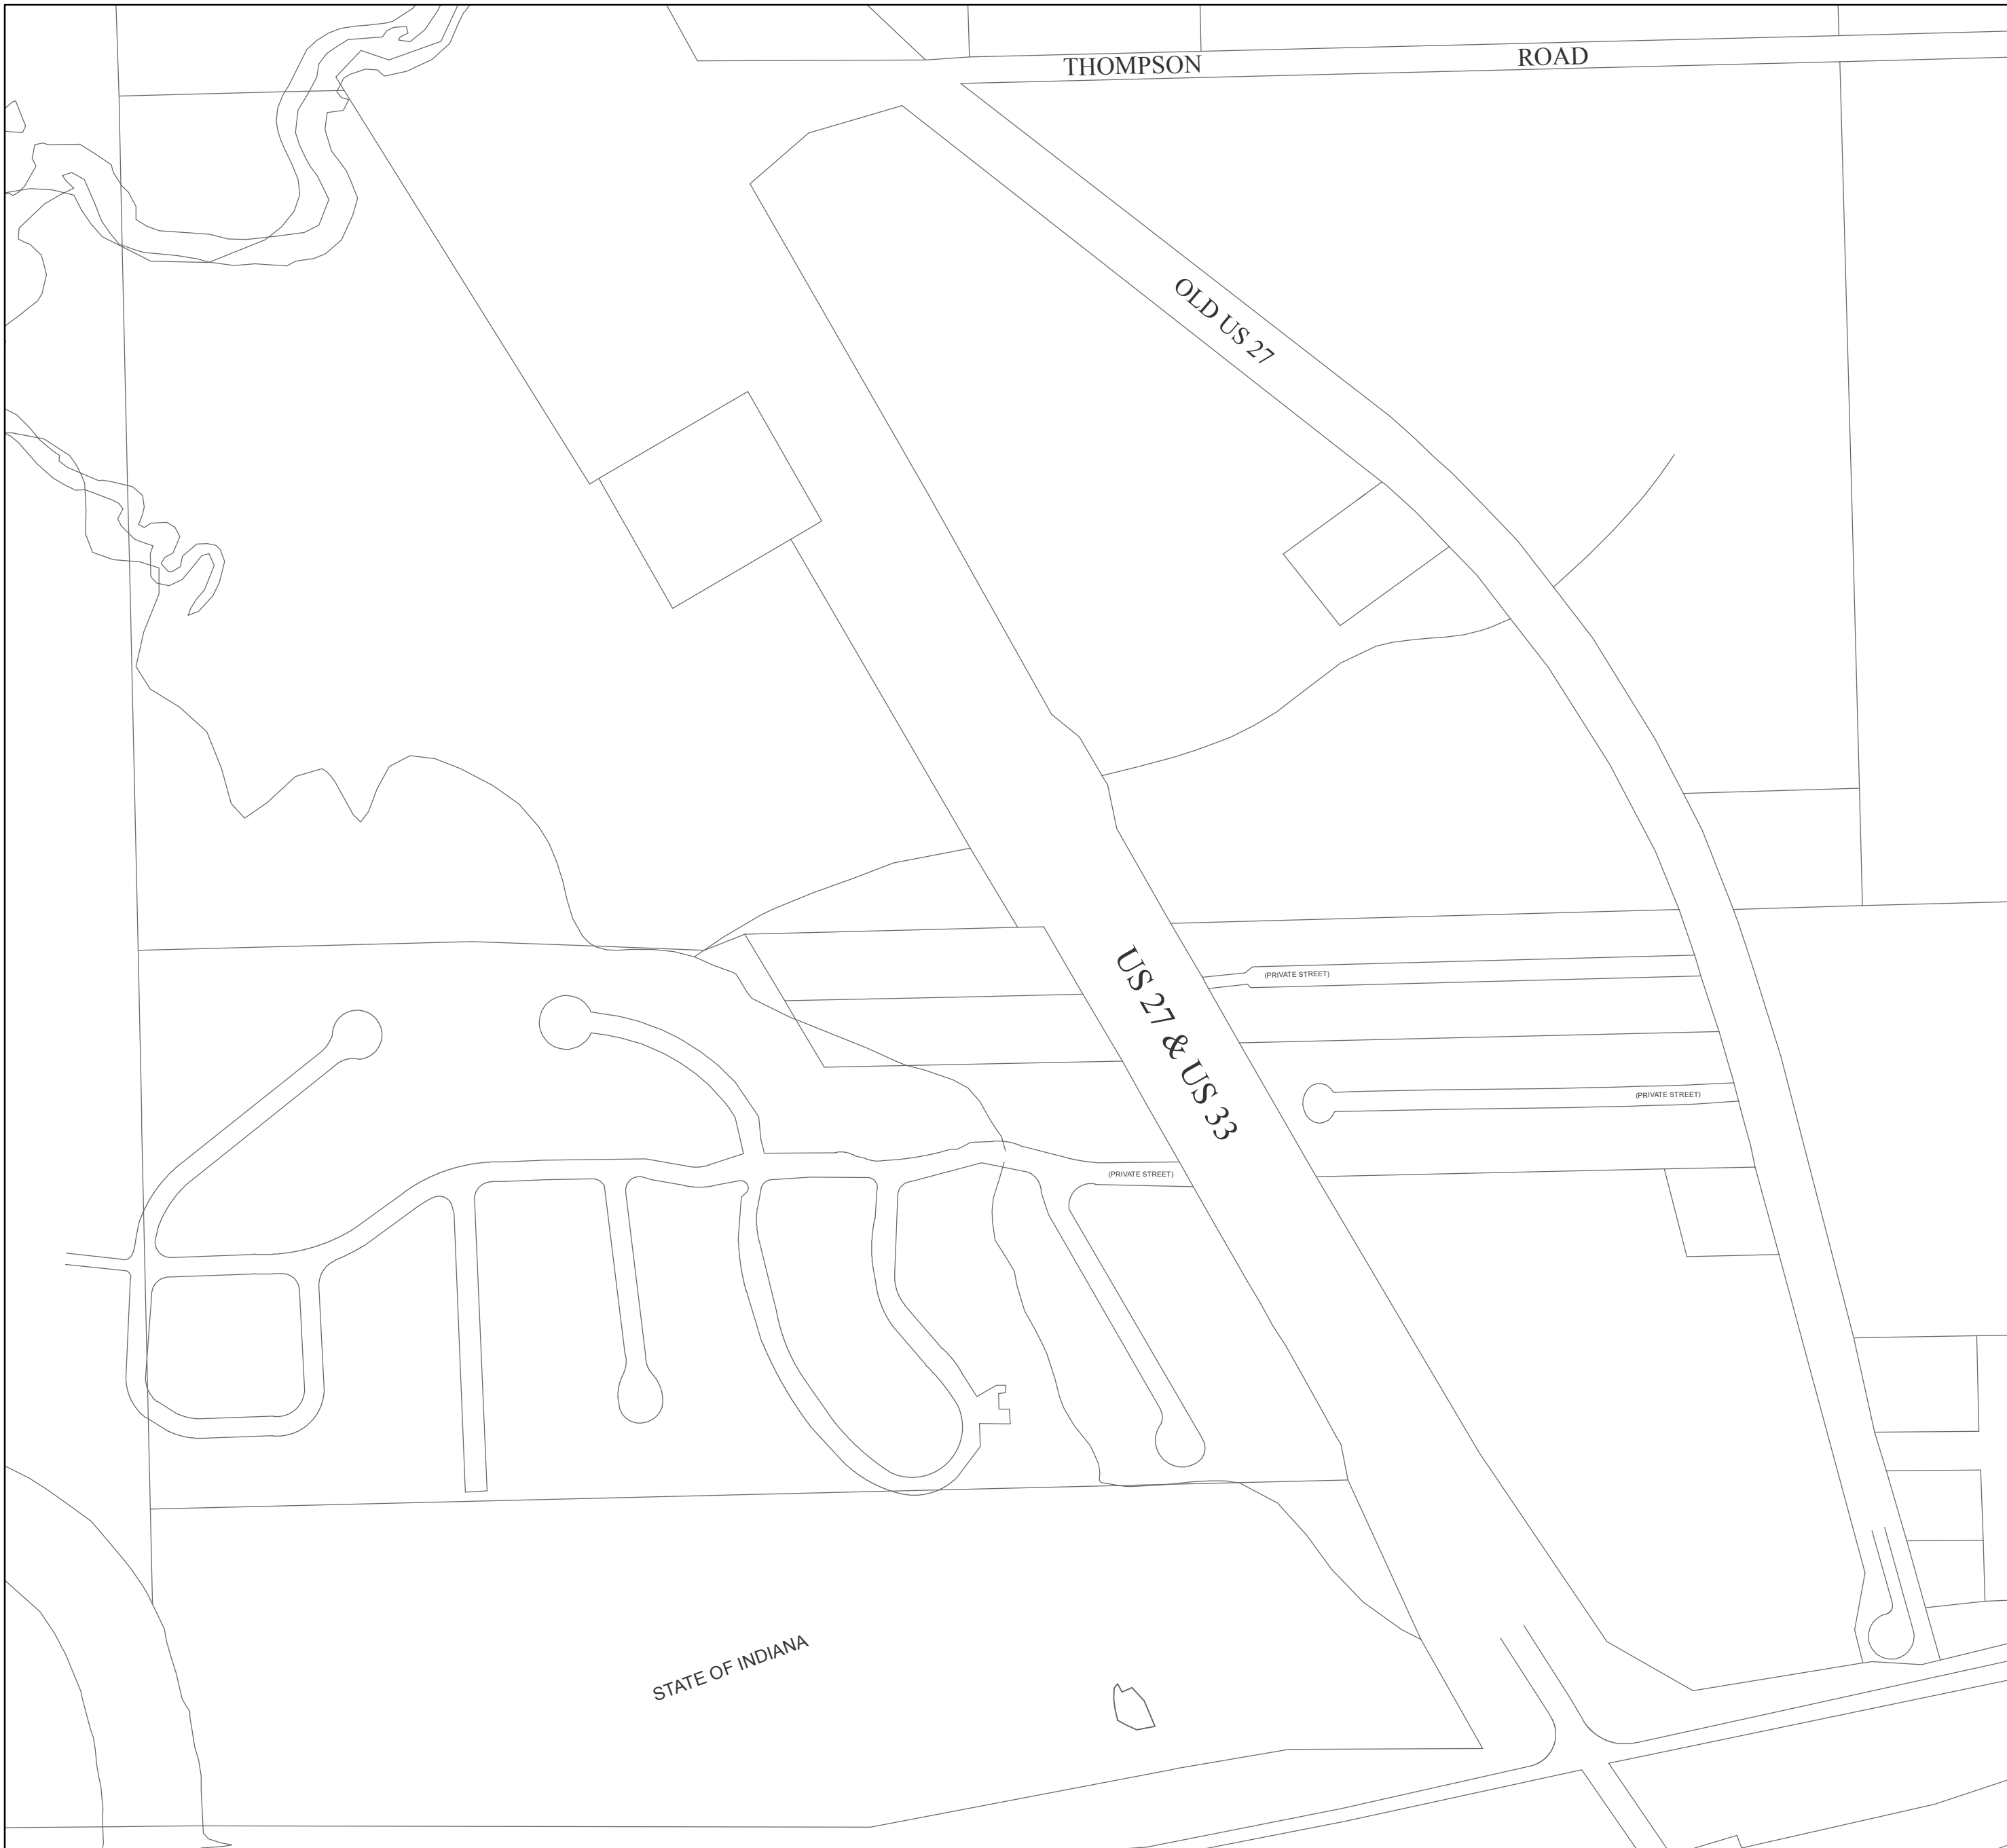 THOMPSON ROAD
OLD US 27
US 27 & US 33
(PRIVATE STREET)
(PRIVATE STREET)
(PRIVATE STREET)
STATE OF INDIANA